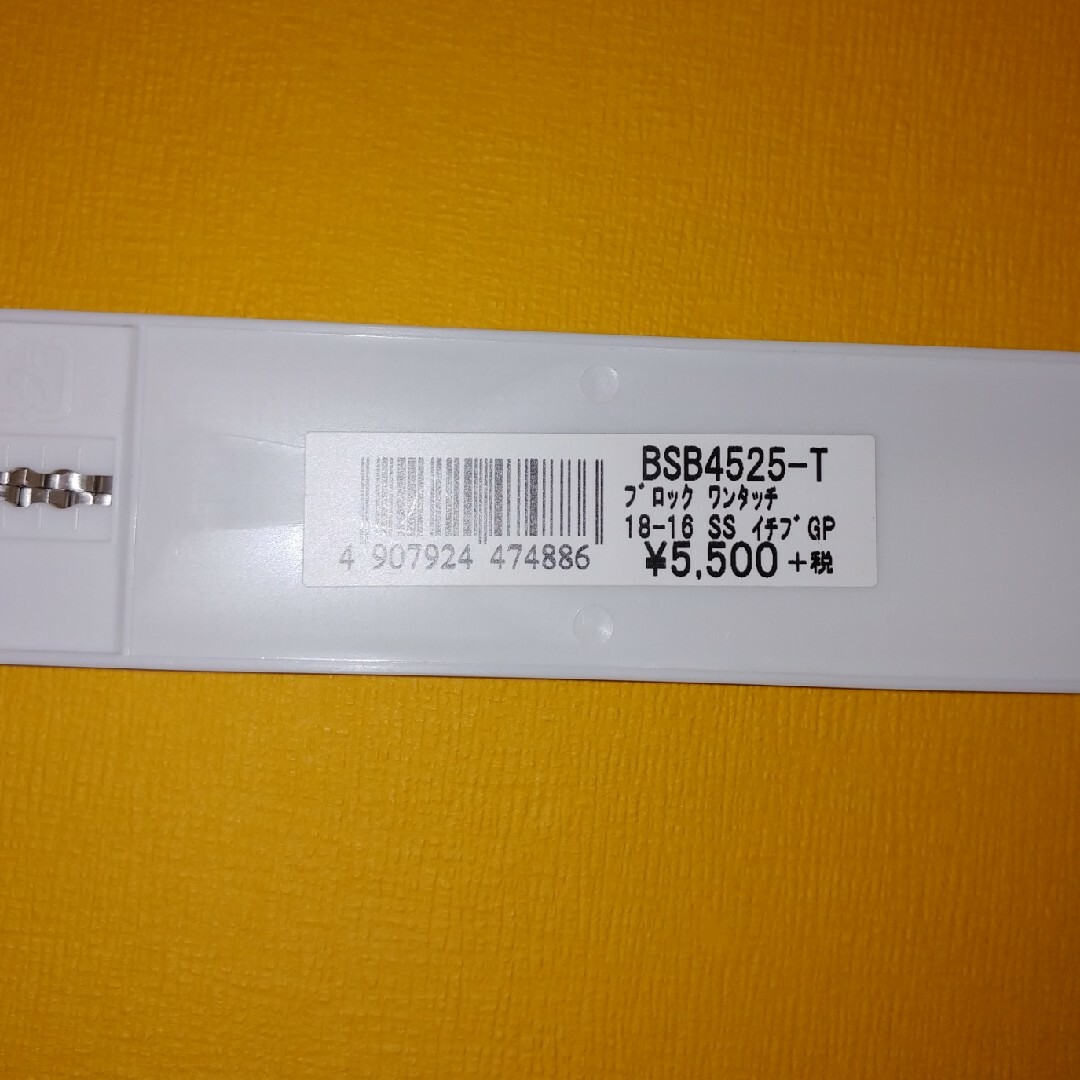 BSB4525-T
ﾌﾞﾛｯｸ ﾜﾝﾀｯﾁ
18-16 SS ｲﾁﾌﾞGP
¥5,500+税
4 907924 474886